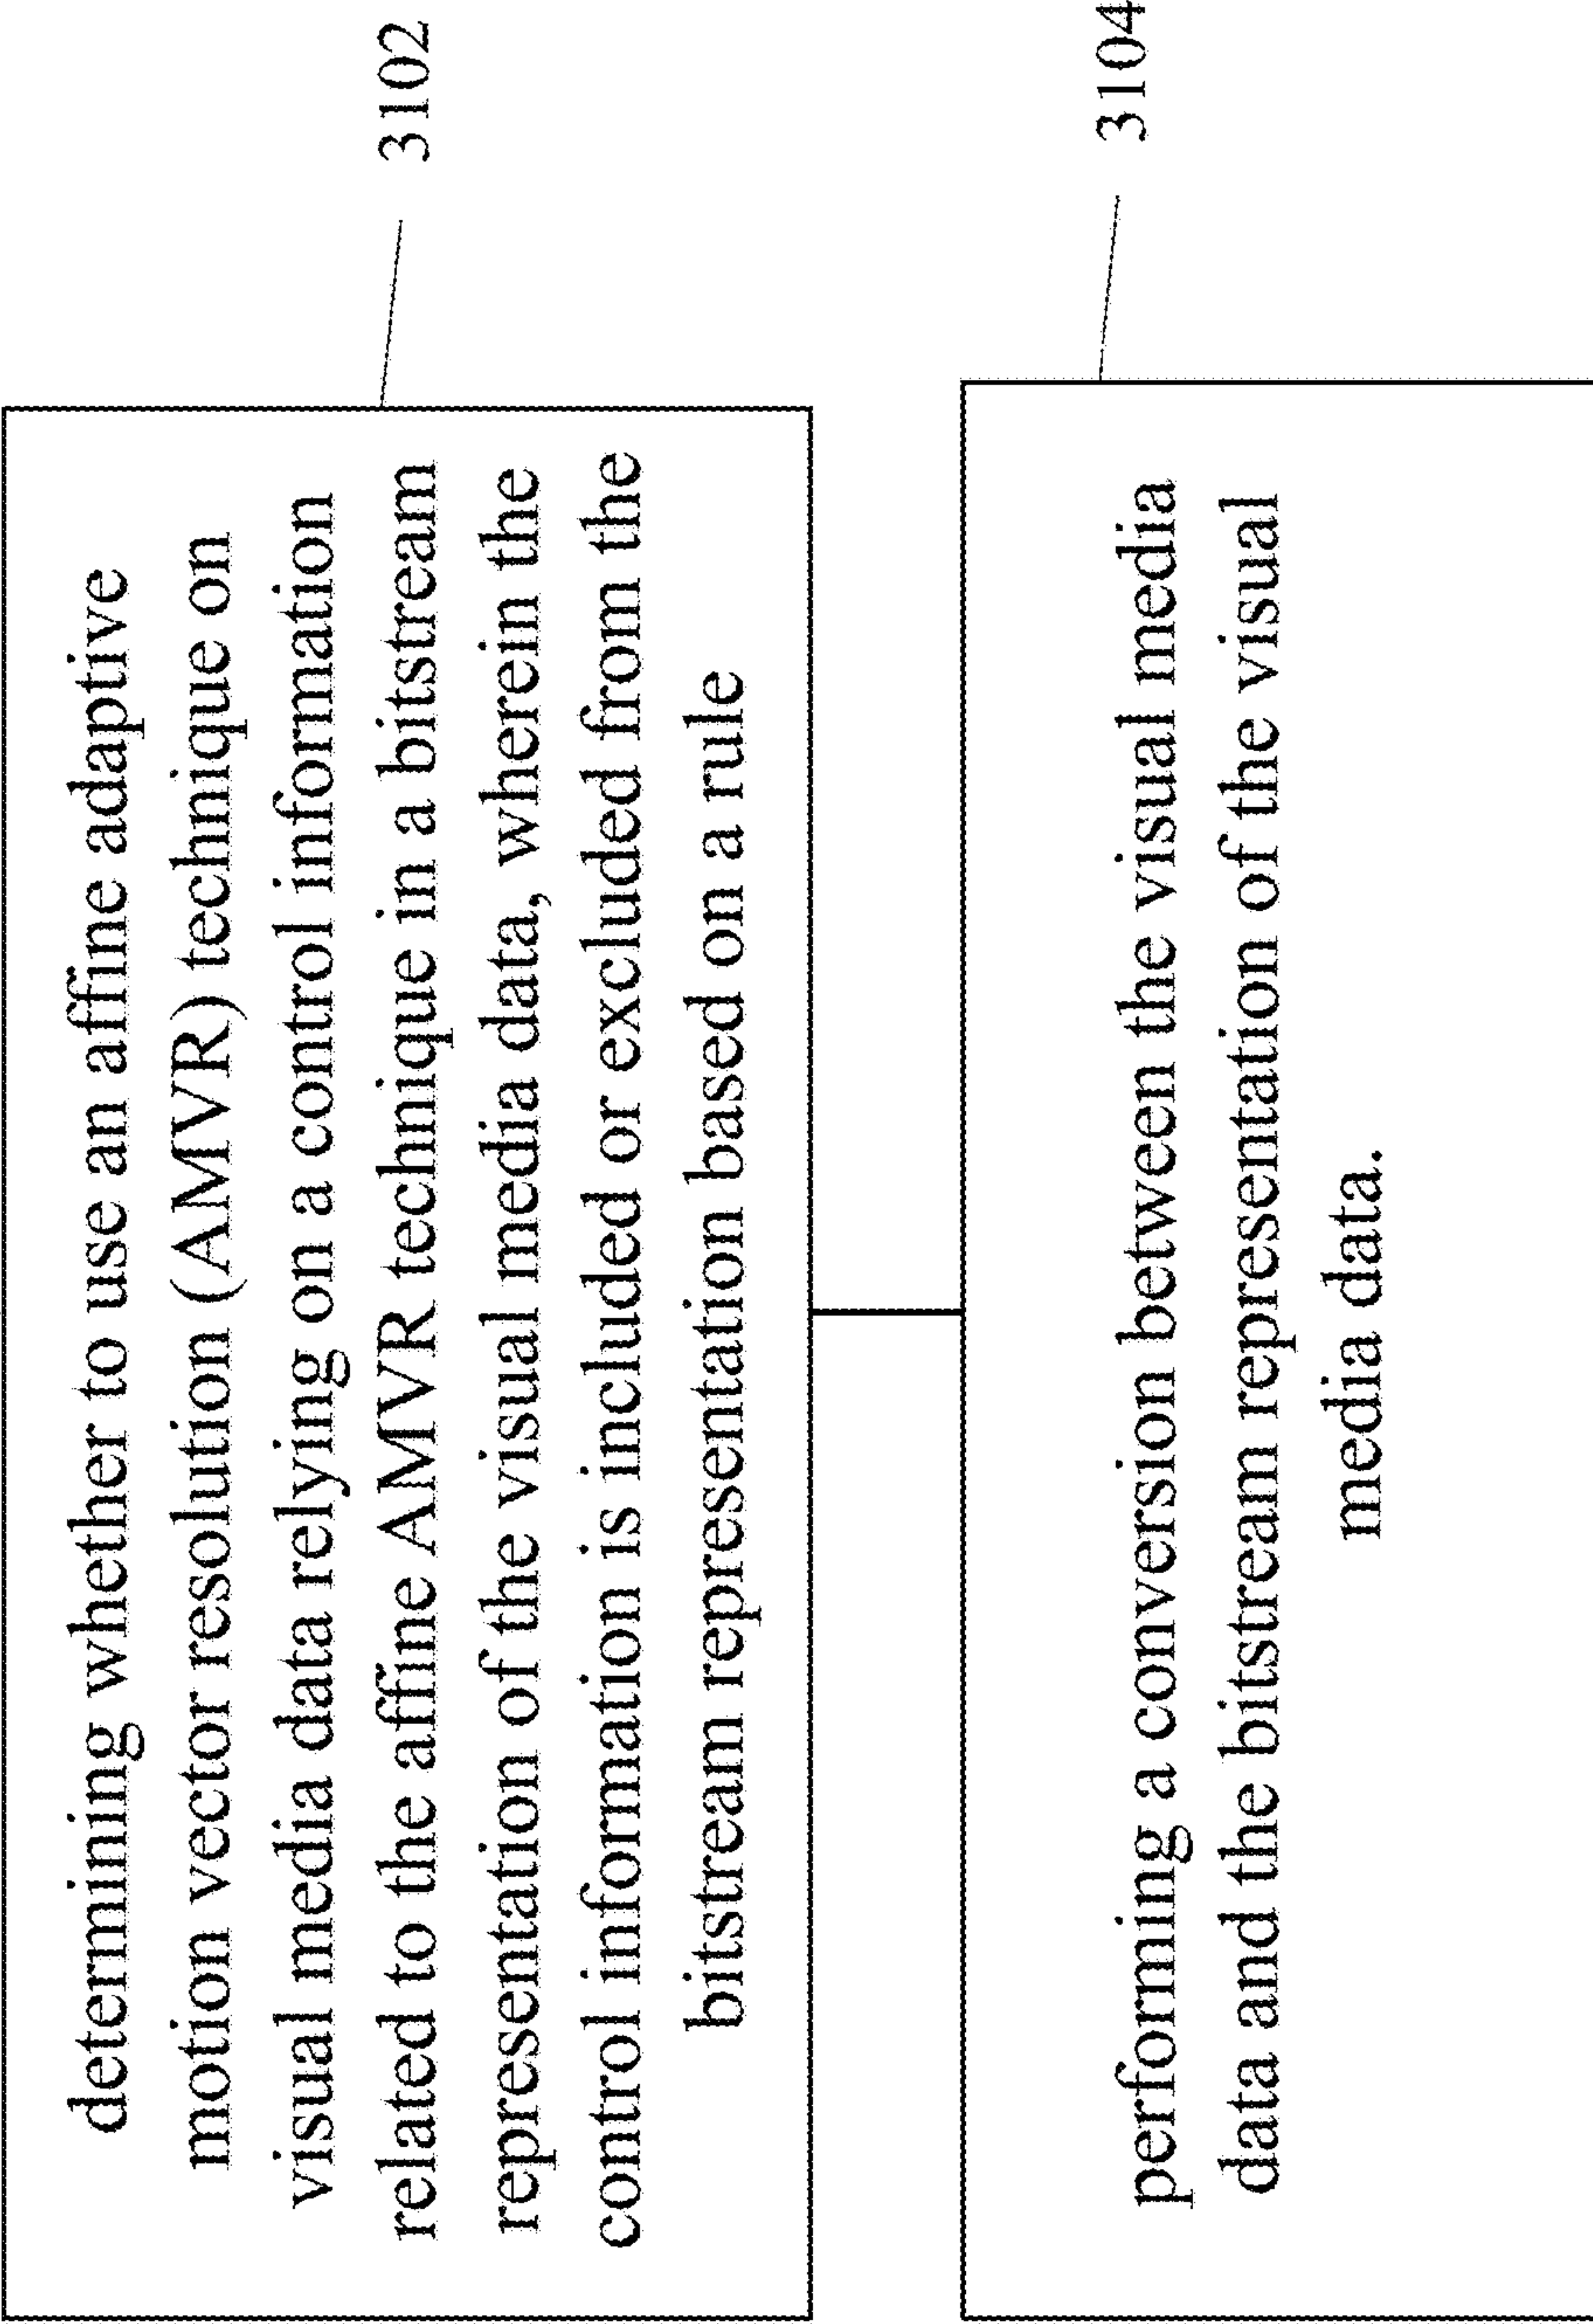 determining whether to use an affine adaptive
motion vector resolution (AMVR) technique on
visual media data relying on a control information
related to the affine AMVR technique in a bitstream
representation of the visual media data, wherein the
control information is included or excluded from the
bitstream representation based on a rule
3102
performing a conversion between the visual media
data and the bitstream representation of the visual
media data.
3104